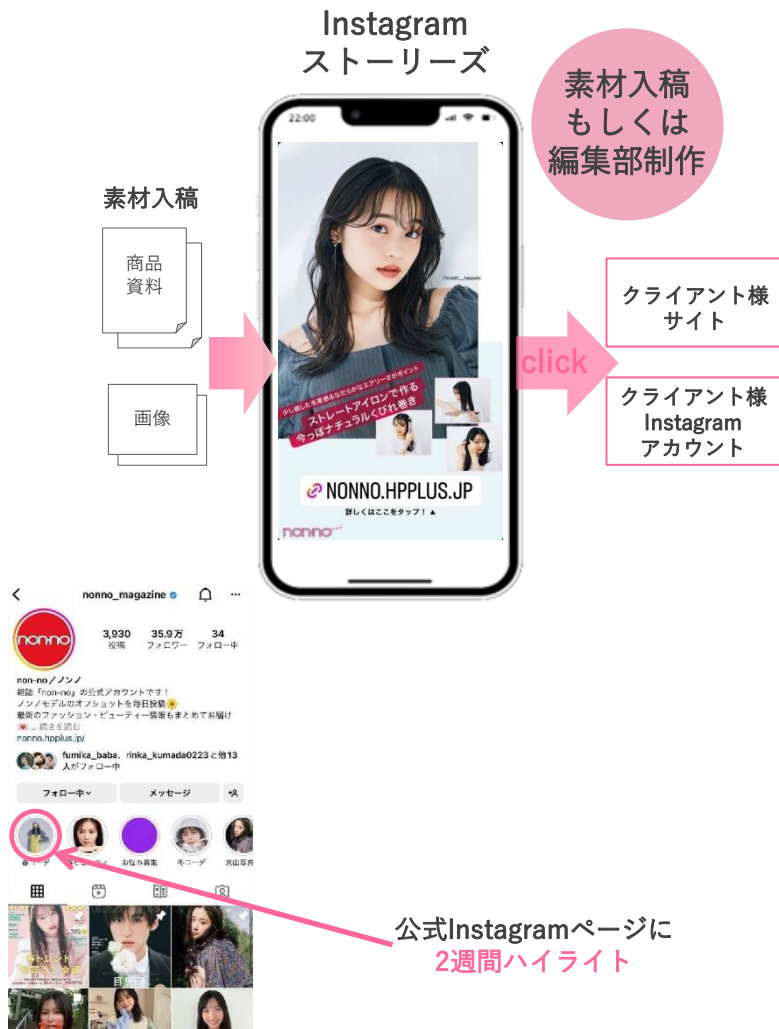 Instagram
ストーリーズ
素材入稿
もしくは
編集部制作
素材入稿
商品
資料
画像
22:00
少し崩した毛束感&なだらかなエアリーさがポイント
ストレートアイロンで作る
今っぽナチュラルくびれ巻き
NONNO.HPPLUS.JP
詳しくはここをタップ！▲
non-no
click
クライアント様
サイト
クライアント様
Instagram
アカウント
nonno_magazine
non-no
3,930
投稿
35.9万
フォロワー
34
フォロー中
non-no／ノンノ
雑誌「non-no」の公式アカウントです！
ノンノモデルのオフショットを毎日投稿🌻
最新のファッション・ビューティー情報もまとめてお届け
💌... 続きを読む
nonno.hpplus.jp/
fumika_baba、rinka_kumada0223と他13
人がフォロー中
フォロー中
メッセージ
春コーデ
お悩み募集
冬コーデ
公式Instagramページに
2週間ハイライト